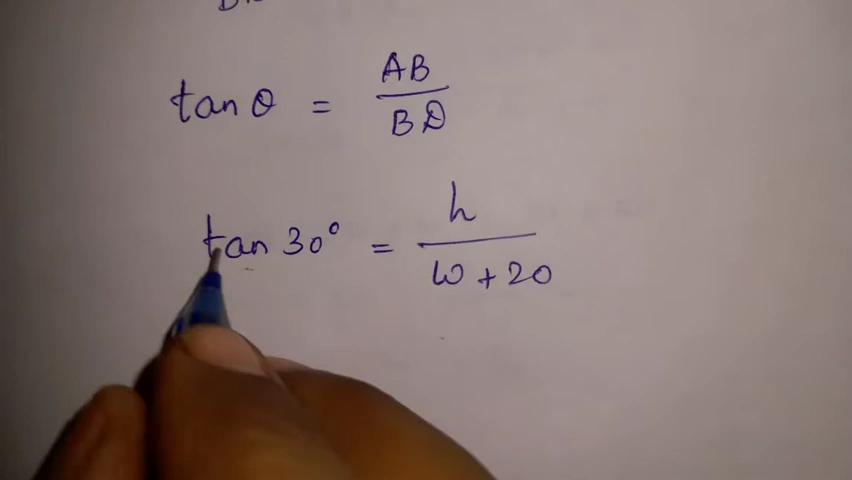 tan θ = AB / BD
tan 30° = h / w + 20